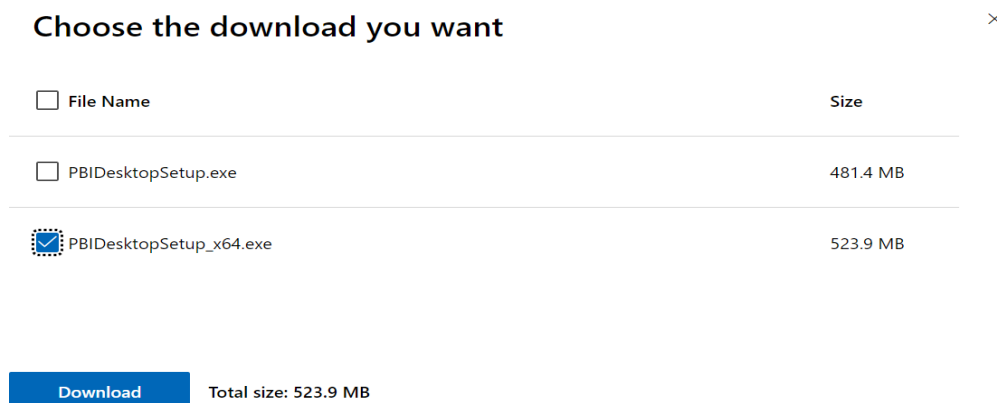 Choose the download you want
File Name Size
PBIDesktopSetup.exe 481.4 MB
PBIDesktopSetup_x64.exe 523.9 MB
Download Total size: 523.9 MB